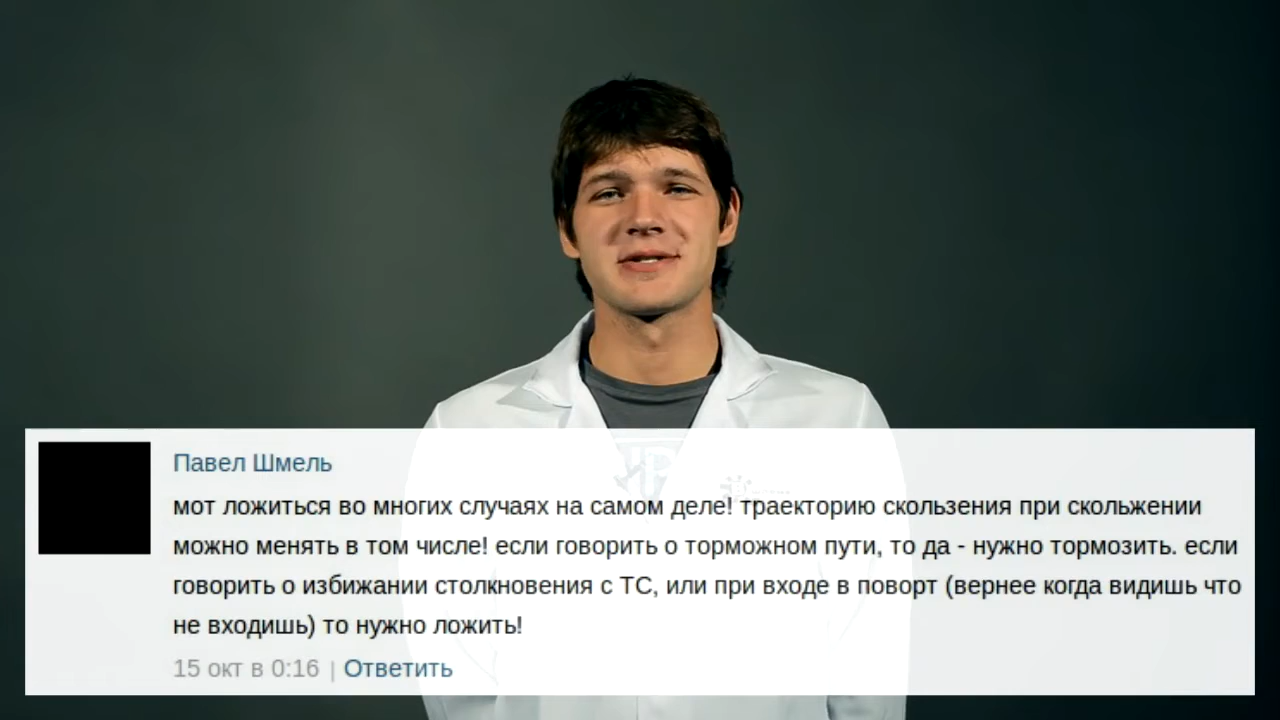 Павел Шмель
мот ложиться во многих случаях на самом деле! траекторию скользения при скольжении
можно менять в том числе! если говорить о торможном пути, то да - нужно тормозить. если
говорить о избижании столкновения с ТС, или при входе в поворт (вернее когда видишь что
не входишь) то нужно ложить!
15 окт в 0:16 | Ответить